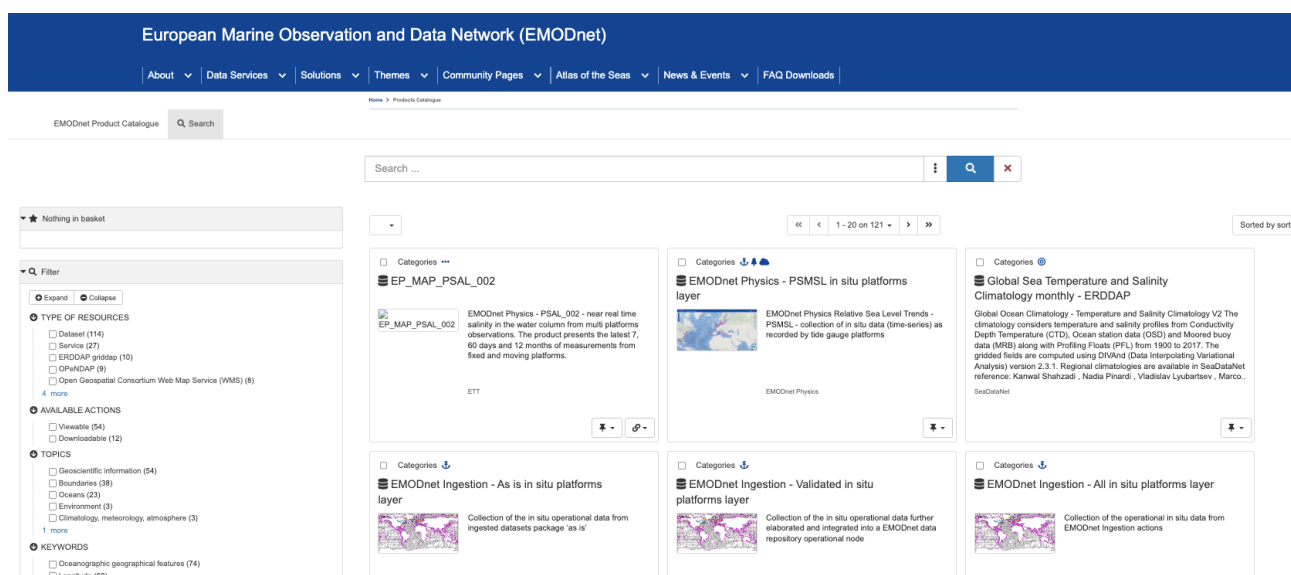 European Marine Observation and Data Network (EMODnet)
About Data Services Solutions Themes Community Pages Atlas of the Seas News & Events FAQ Downloads
Home > Products Catalogue
EMODnet Product Catalogue Search
Search ...
Nothing in basket
1 - 20 on 121
Sorted by sort
Filter
Expand Collapse
TYPE OF RESOURCES
Dataset (114)
Service (27)
ERDDAP griddap (10)
OPeNDAP (9)
Open Geospatial Consortium Web Map Service (WMS) (8)
4 more
AVAILABLE ACTIONS
Viewable (54)
Downloadable (12)
TOPICS
Geoscientific information (54)
Boundaries (38)
Oceans (23)
Environment (3)
Climatology, meteorology, atmosphere (3)
1 more
KEYWORDS
Oceanographic geographical features (74)
Categories
EP_MAP_PSAL_002
EP_MAP_PSAL_002
EMODnet Physics - PSAL_002 - near real time
salinity in the water column from multi platforms
observations. The product presents the latest 7,
60 days and 12 months of measurements from
fixed and moving platforms.
ETT
Categories
EMODnet Physics - PSMSL in situ platforms
layer
EMODnet Physics Relative Sea Level Trends -
PSMSL - collection of in situ data (time-series) as
recorded by tide gauge platforms
EMODnet Physics
Categories
Global Sea Temperature and Salinity
Climatology monthly - ERDDAP
Global Ocean Climatology - Temperature and Salinity Climatology V2 The
climatology considers temperature and salinity profiles from Conductivity
Depth Temperature (CTD), Ocean station data (OSD) and Moored buoy
data (MRB) along with Profiling Floats (PFL) from 1900 to 2017. The
gridded fields are computed using DIVAnd (Data Interpolating Variational
Analysis) version 2.3.1. Regional climatologies are available in SeaDataNet
reference: Kanwal Shahzadi , Nadia Pinardi , Vladislav Lyubartsev , Marco..
SeaDataNet
Categories
EMODnet Ingestion - As is in situ platforms
layer
Collection of the in situ operational data from
ingested datasets package 'as is'
Categories
EMODnet Ingestion - Validated in situ
platforms layer
Collection of the in situ operational data further
elaborated and integrated into a EMODnet data
repository operational node
Categories
EMODnet Ingestion - All in situ platforms layer
Collection of the operational in situ data from
EMODnet Ingestion actions